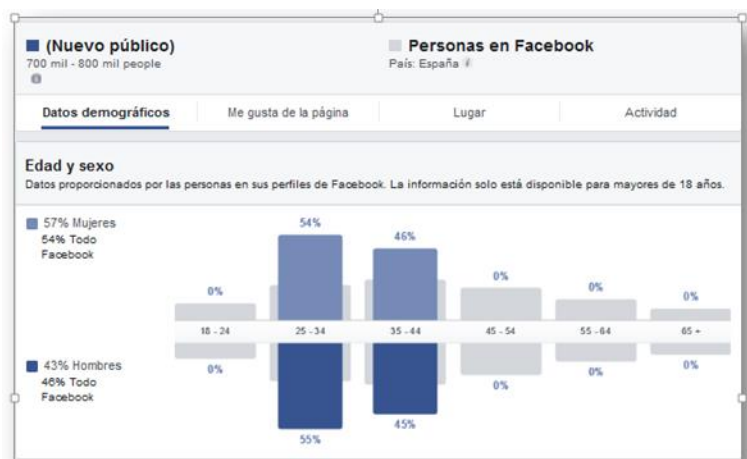 (Nuevo público)
700 mil - 800 mil people
Personas en Facebook
País: España
Datos demográficos
Me gusta de la página
Lugar
Actividad
Edad y sexo
Datos proporcionados por las personas en sus perfiles de Facebook. La información solo está disponible para mayores de 18 años.
57% Mujeres
54% Todo
Facebook
0%
54%
46%
0%
0%
0%
18 - 24
25 - 34
35 - 44
45 - 54
55 - 64
65 +
43% Hombres
46% Todo
Facebook
0%
55%
45%
0%
0%
0%